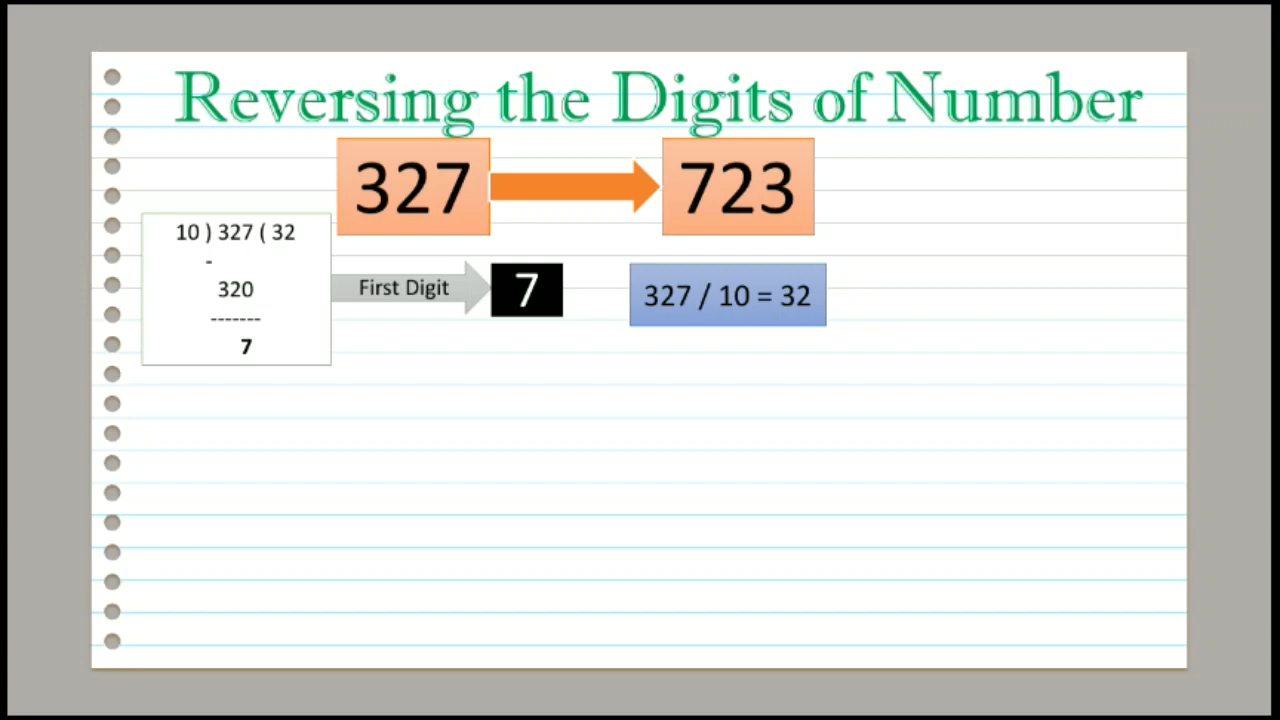 Reversing the Digits of Number
327
723
10 ) 327 ( 32
-
320
-------
7
First Digit
7
327 / 10 = 32